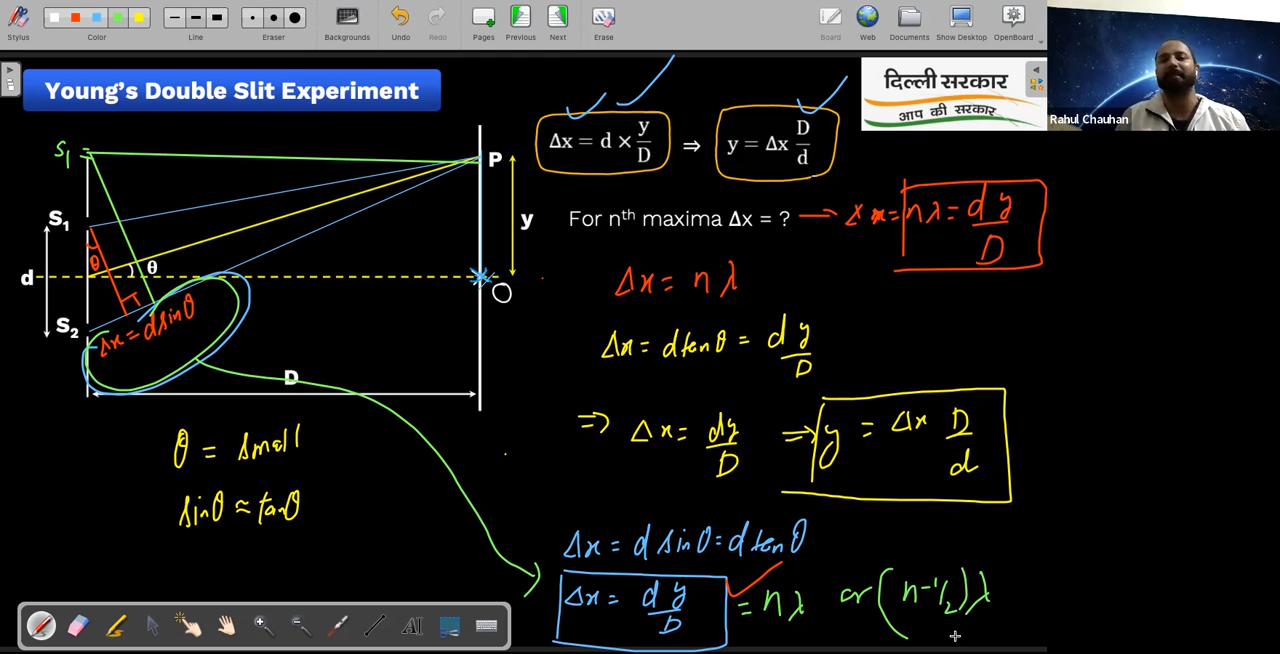 Stylus
Color
Line
Eraser
Backgrounds
Undo
Redo
Pages
Previous
Next
Erase
Board
Web
Documents
Show Desktop
OpenBoard
Young's Double Slit Experiment
Δx = d × y/D ⇒ y = Δx D/d
दिल्ली सरकार
आप की सरकार
Rahul Chauhan
S1
P
S₁
θ
θ
y
d
O
S₂
Δx = d sinθ
D
For nᵗʰ maxima Δx = ? → Δx = nλ = dy/D
Δx = nλ
Δx = d tanθ = d y/D
⇒ Δx = dy/D ⇒ y = Δx D/d
θ = small
sinθ ≈ tanθ
Δx = d sinθ = d tanθ
Δx = d y/D = nλ or (n-1/2)λ